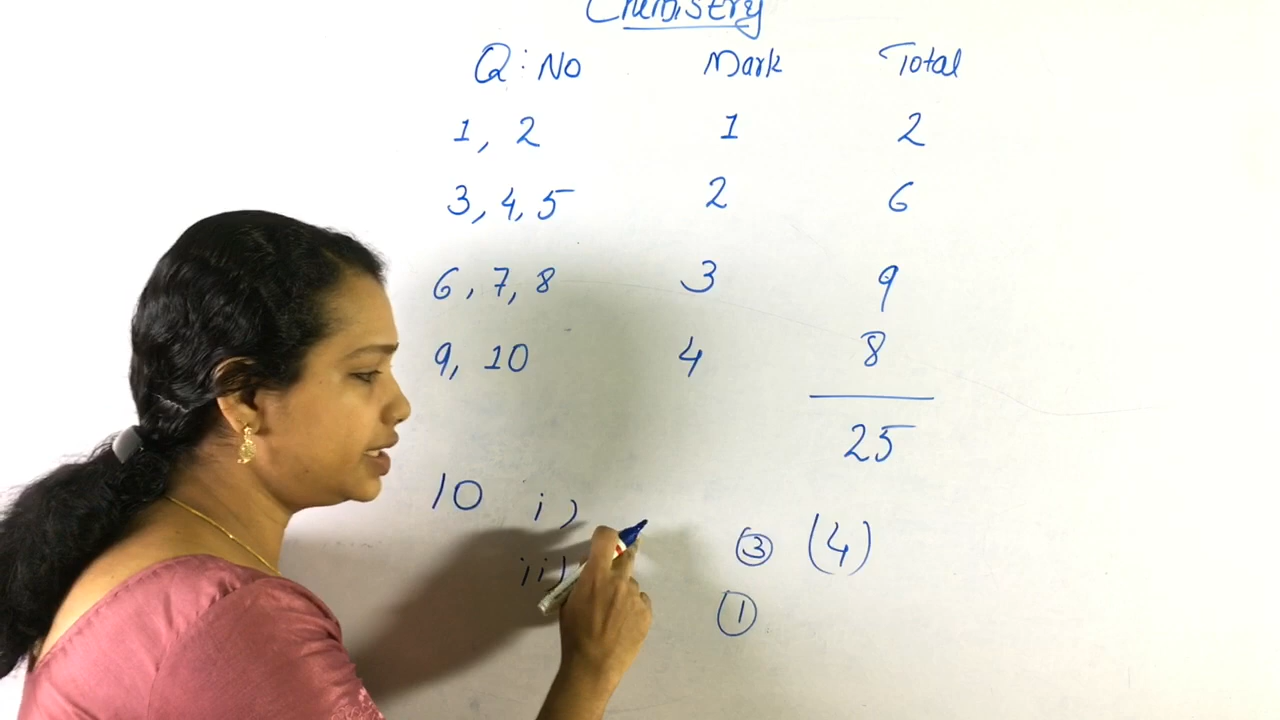 Chemistry
Q: No Mark Total
1, 2 1 2
3, 4, 5 2 6
6, 7, 8 3 9
9, 10 4 8
25
10 i) ③ (4)
ii) ①